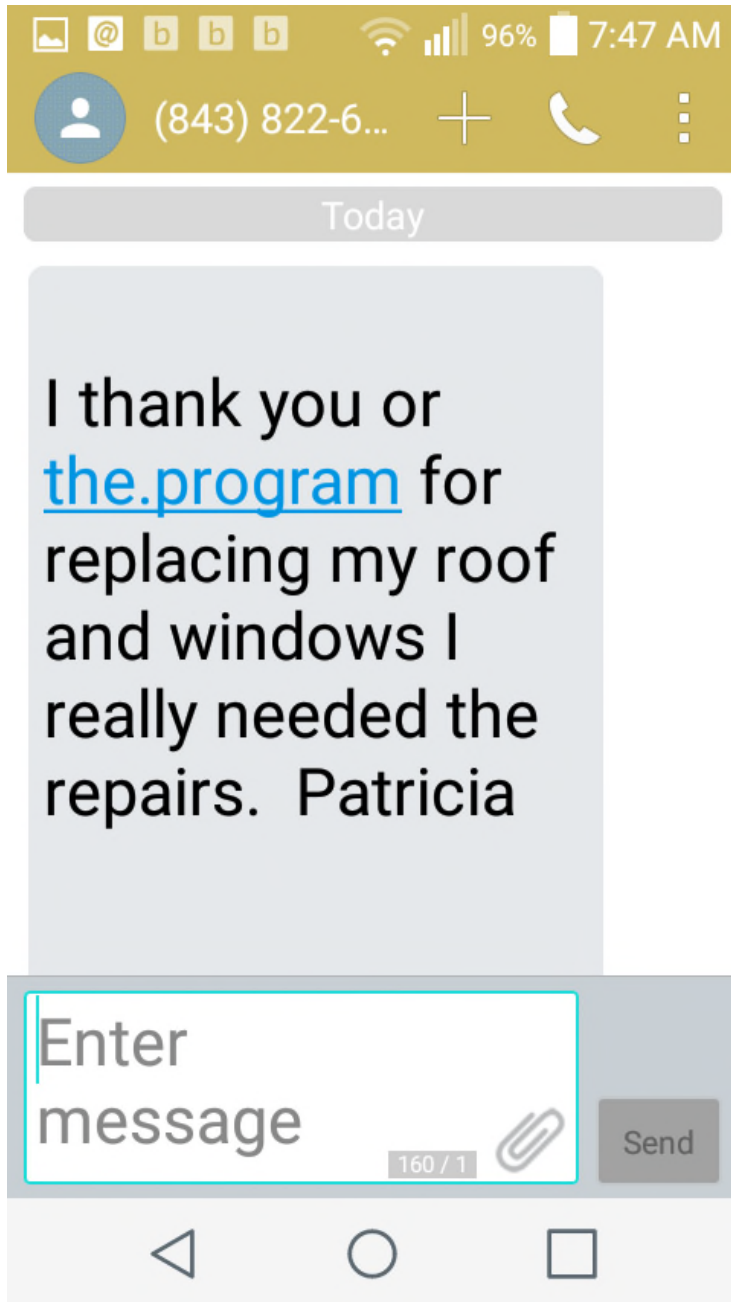 @ b b b 96% 7:47 AM
(843) 822-6...
Today
I thank you or
the.program for
replacing my roof
and windows I
really needed the
repairs.  Patricia
Enter
message
160 / 1
Send